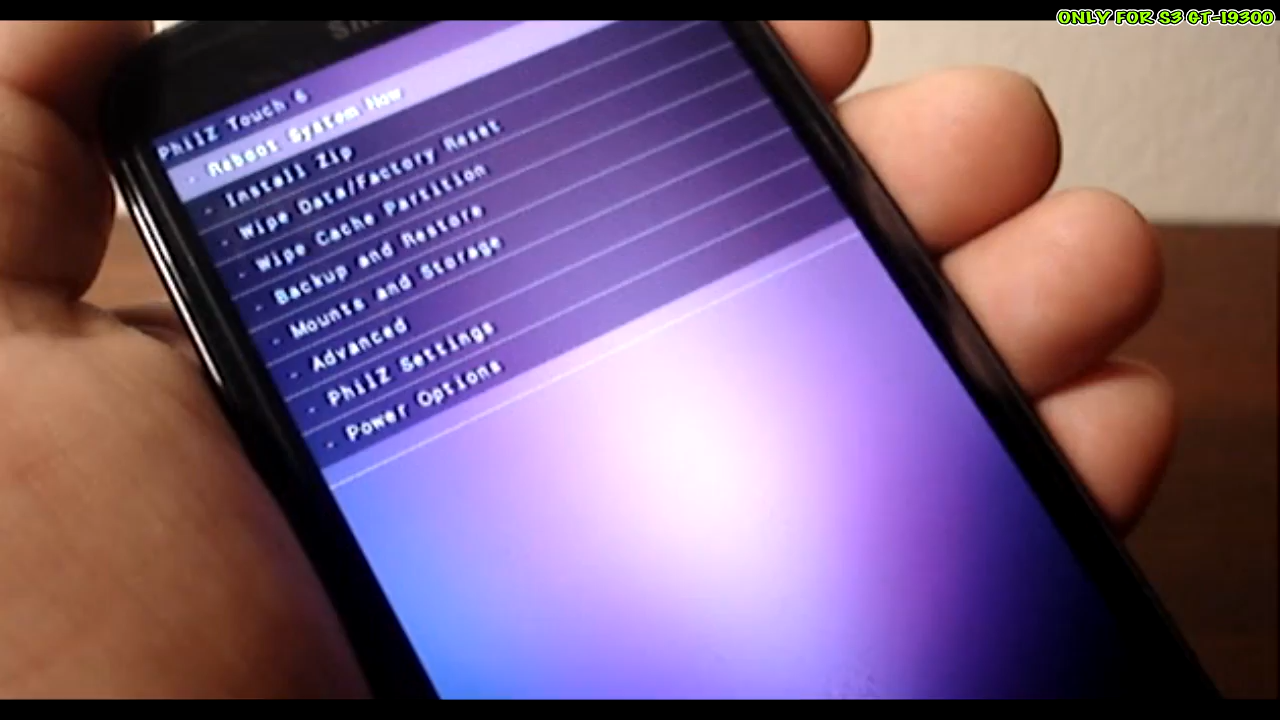 ONLY FOR S3 GT-I9300
PhilZ Touch 6
- Reboot System Now
- Install Zip
- Wipe Data/Factory Reset
- Wipe Cache Partition
- Backup and Restore
- Mounts and Storage
- Advanced
- PhilZ Settings
- Power Options